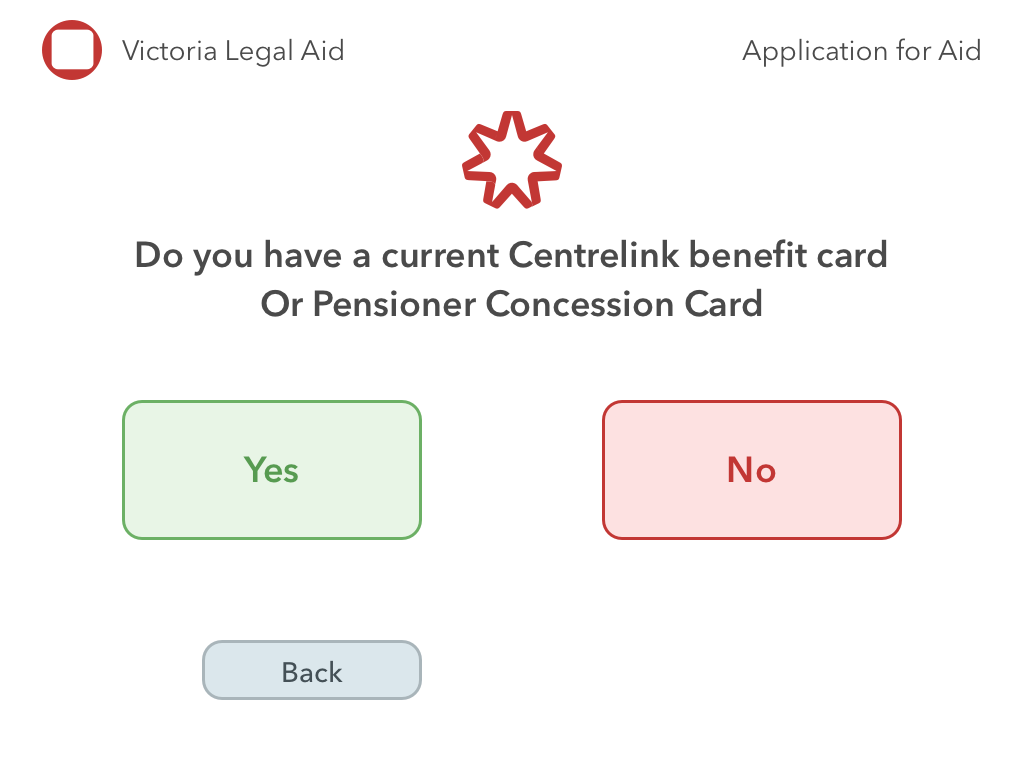 Victoria Legal Aid
Application for Aid
Do you have a current Centrelink benefit card
Or Pensioner Concession Card
Yes
No
Back